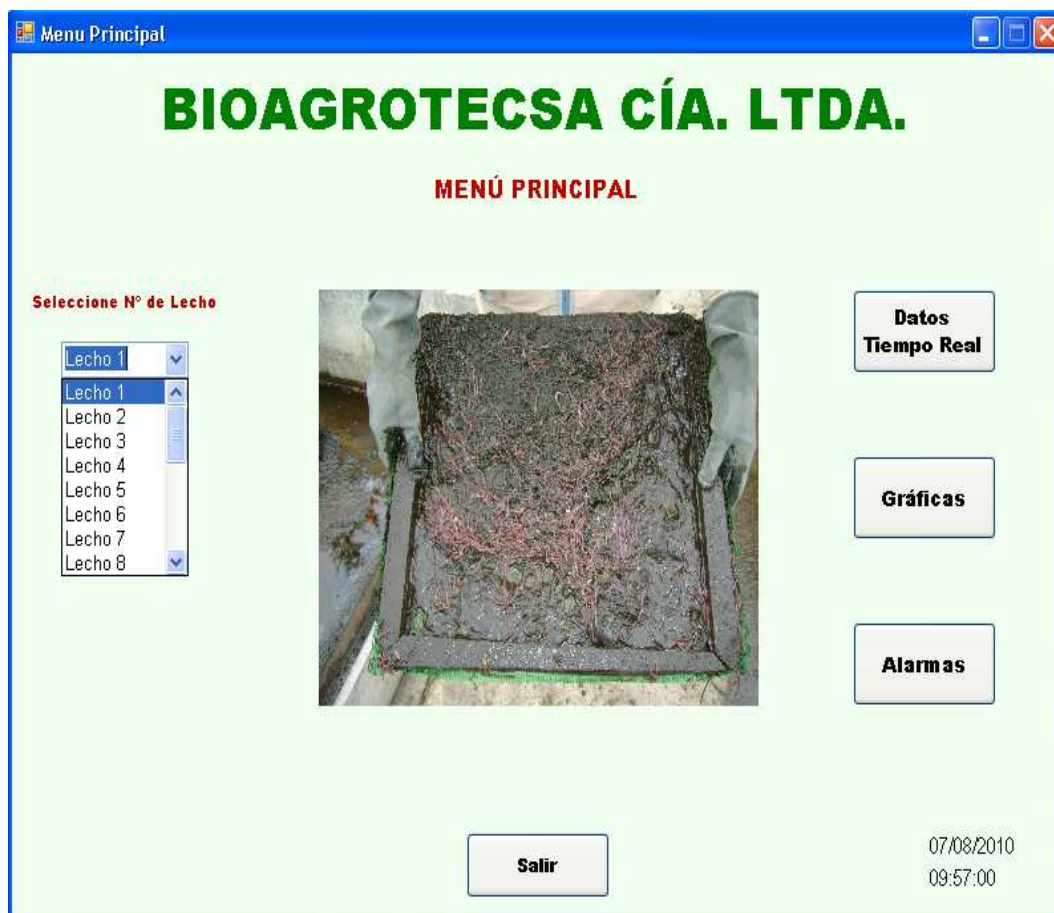 Menu Principal
BIOAGROTECSA CÍA. LTDA.
MENÚ PRINCIPAL
Seleccione N° de Lecho
Lecho 1
Lecho 1
Lecho 2
Lecho 3
Lecho 4
Lecho 5
Lecho 6
Lecho 7
Lecho 8
Datos
Tiempo Real
Gráficas
Alarmas
Salir
07/08/2010
09:57:00